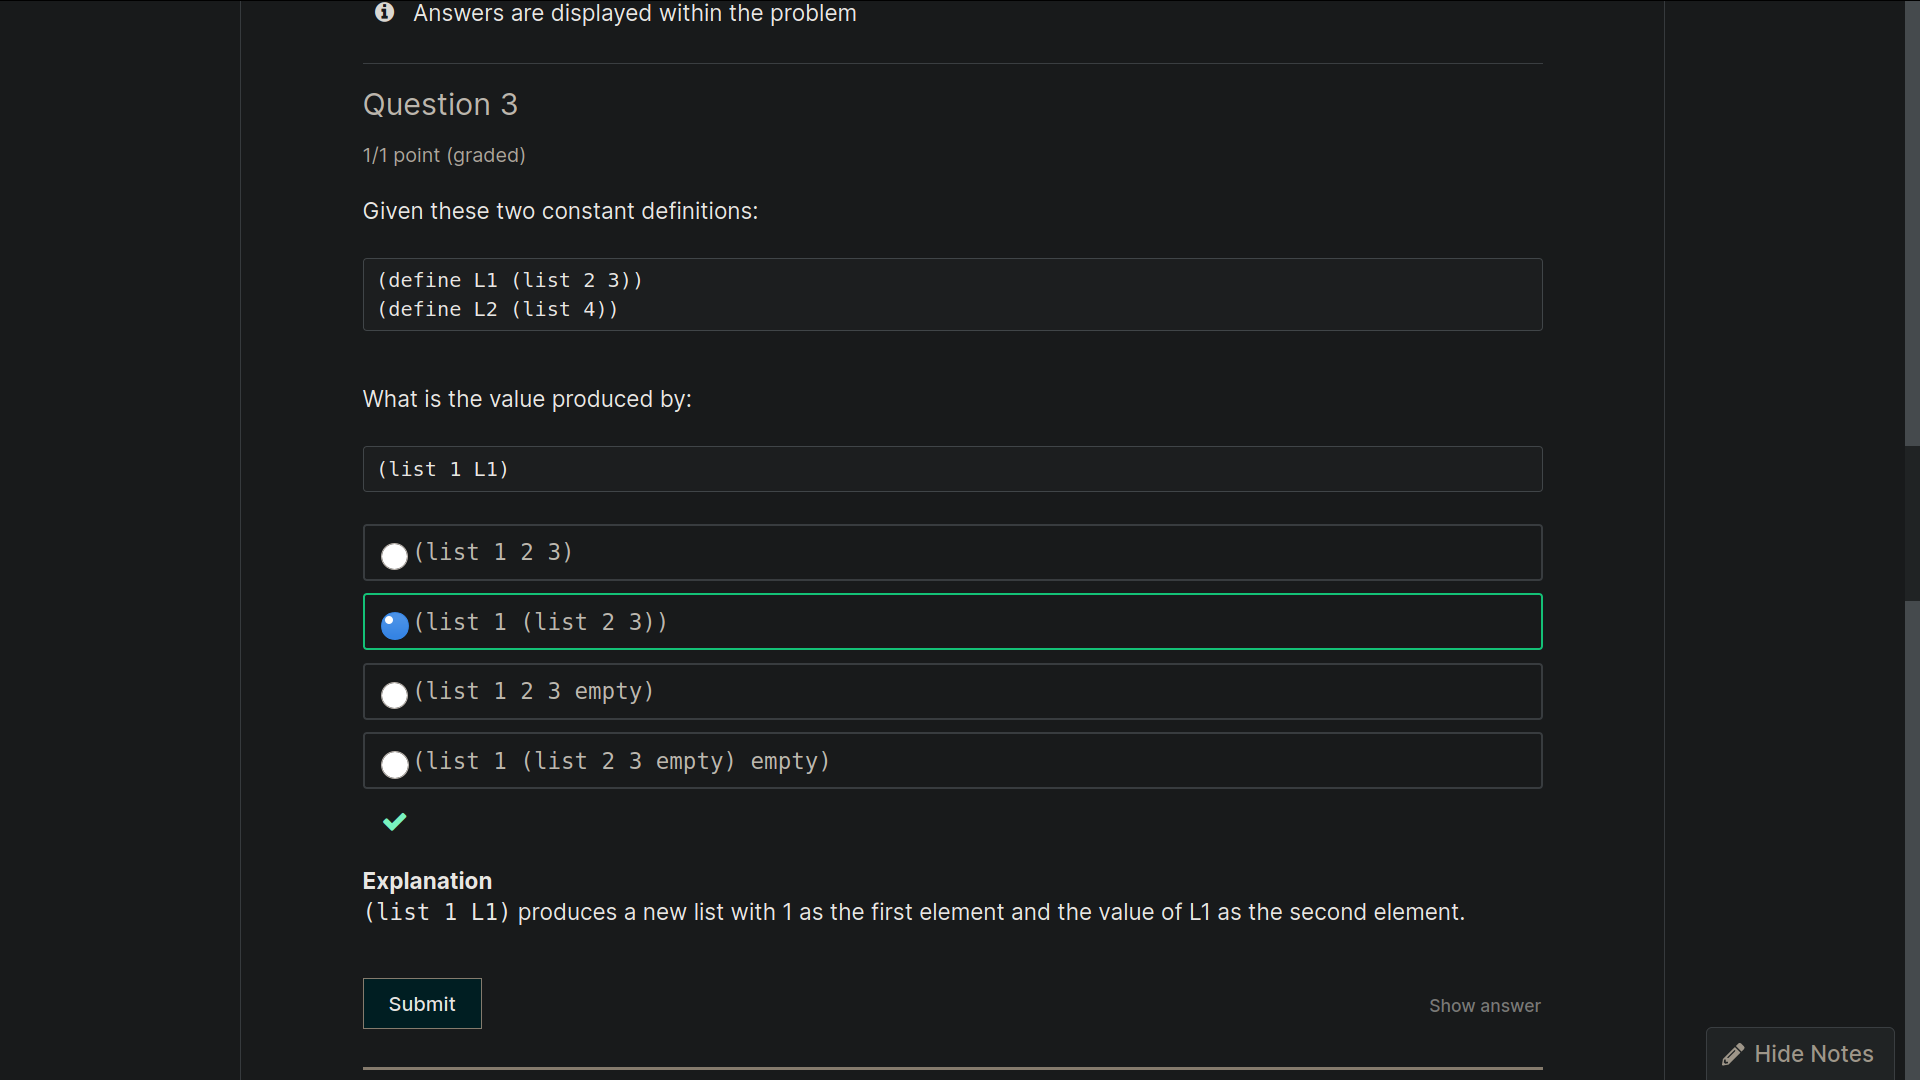 Answers are displayed within the problem
Question 3
1/1 point (graded)
Given these two constant definitions:
(define L1 (list 2 3))
(define L2 (list 4))
What is the value produced by:
(list 1 L1)
(list 1 2 3)
(list 1 (list 2 3))
(list 1 2 3 empty)
(list 1 (list 2 3 empty) empty)
Explanation
(list 1 L1) produces a new list with 1 as the first element and the value of L1 as the second element.
Submit
Show answer
Hide Notes